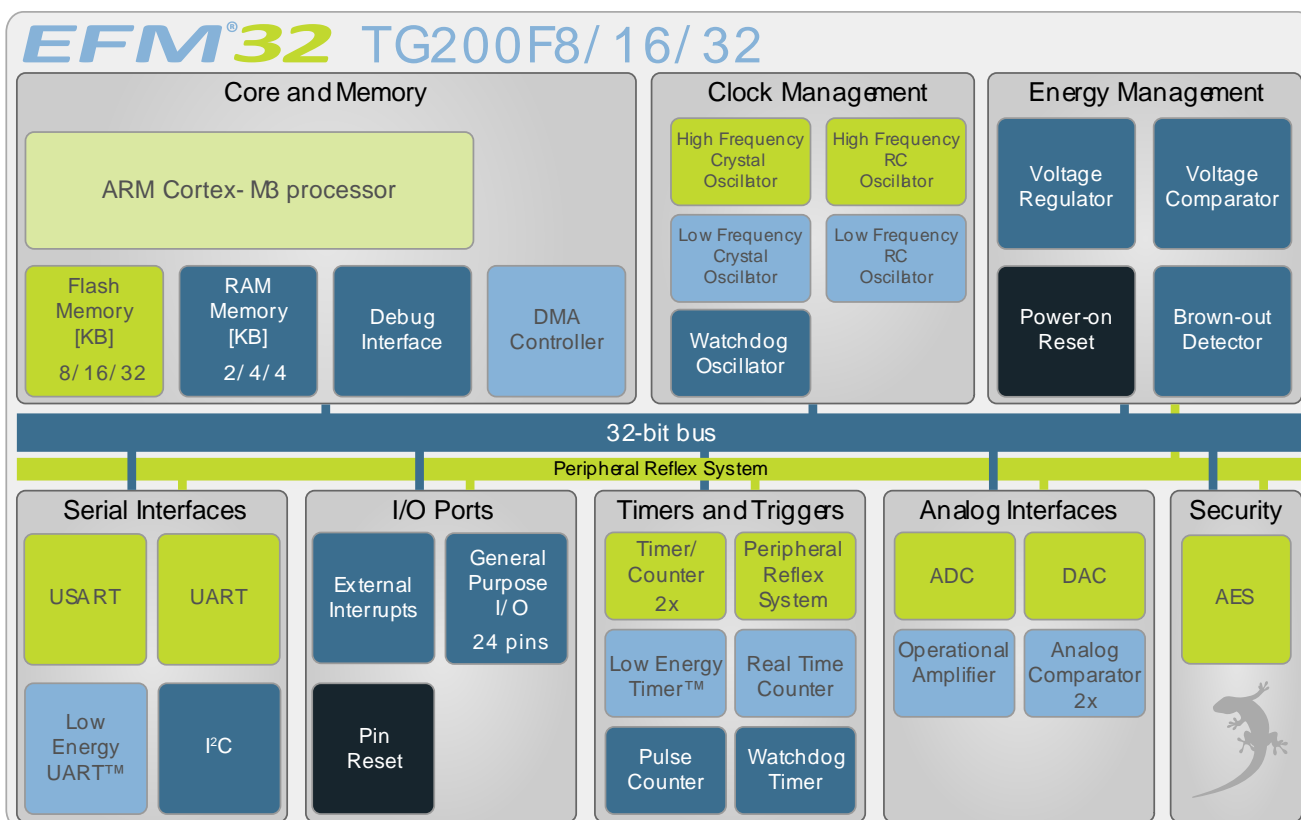 EFM®32 TG200F8/16/32
Core and Memory
ARM Cortex-M3 processor
Flash
Memory
[KB]
8/16/32
RAM
Memory
[KB]
2/4/4
Debug
Interface
DMA
Controller
Clock Management
High Frequency
Crystal
Oscillator
High Frequency
RC
Oscillator
Low Frequency
Crystal
Oscillator
Low Frequency
RC
Oscillator
Watchdog
Oscillator
Energy Management
Voltage
Regulator
Voltage
Comparator
Power-on
Reset
Brown-out
Detector
32-bit bus
Peripheral Reflex System
Serial Interfaces
USART
UART
Low
Energy
UART™
I²C
I/O Ports
External
Interrupts
General
Purpose
I/O
24 pins
Pin
Reset
Timers and Triggers
Timer/
Counter
2x
Peripheral
Reflex
System
Low Energy
Timer™
Real Time
Counter
Pulse
Counter
Watchdog
Timer
Analog Interfaces
ADC
DAC
Operational
Amplifier
Analog
Comparator
2x
Security
AES